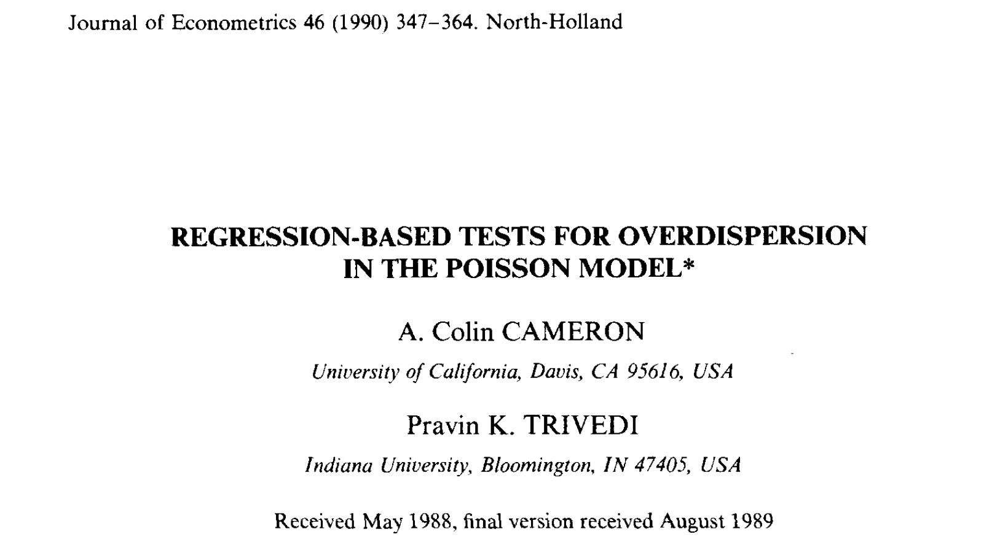 Journal of Econometrics 46 (1990) 347–364. North-Holland
REGRESSION-BASED TESTS FOR OVERDISPERSION
IN THE POISSON MODEL*
A. Colin CAMERON
University of California, Davis, CA 95616, USA
Pravin K. TRIVEDI
Indiana University, Bloomington, IN 47405, USA
Received May 1988, final version received August 1989